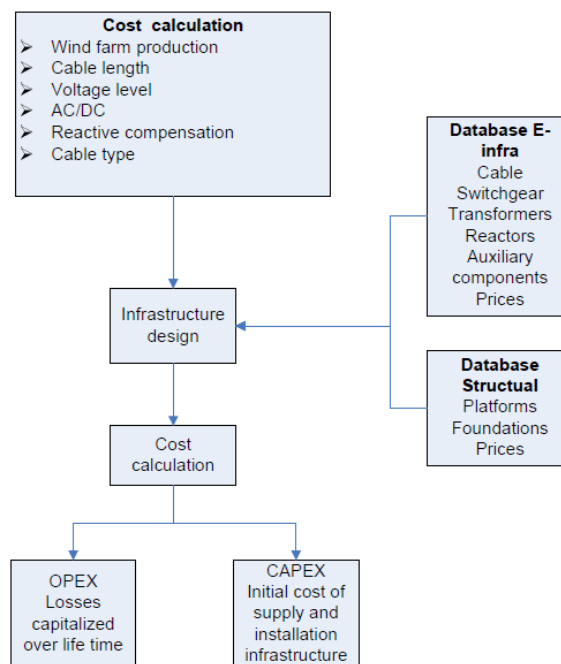 Cost calculation
➢ Wind farm production
➢ Cable length
➢ Voltage level
➢ AC/DC
➢ Reactive compensation
➢ Cable type
Database E-
infra
Cable
Switchgear
Transformers
Reactors
Auxiliary
components
Prices
Infrastructure
design
Database
Structual
Platforms
Foundations
Prices
Cost
calculation
OPEX
Losses
capitalized
over life time
CAPEX
Initial cost of
supply and
installation
infrastructure